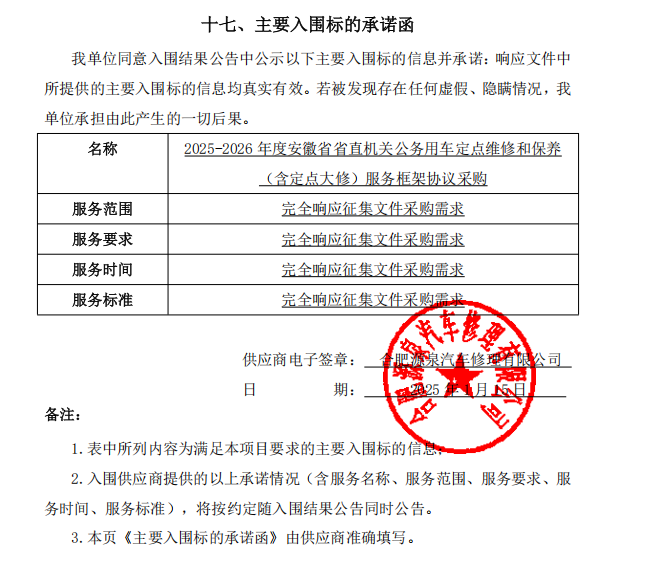 十七、主要入围标的承诺函
我单位同意入围结果公告中公示以下主要入围标的信息并承诺：响应文件中
所提供的主要入围标的信息均真实有效。若被发现存在任何虚假、隐瞒情况，我
单位承担由此产生的一切后果。
名称
2025-2026 年度安徽省省直机关公务用车定点维修和保养
（含定点大修）服务框架协议采购
服务范围
完全响应征集文件采购需求
服务要求
完全响应征集文件采购需求
服务时间
完全响应征集文件采购需求
服务标准
完全响应征集文件采购需求
供应商电子签章： 合肥源泉汽车修理有限公司
日 期： 2025 年 1 月 15 日
合肥源泉汽车修理有限公司
备注：
1. 表中所列内容为满足本项目要求的主要入围标的信息。
2. 入围供应商提供的以上承诺情况（含服务名称、服务范围、服务要求、服
务时间、服务标准），将按约定随入围结果公告同时公告。
3. 本页《主要入围标的承诺函》由供应商准确填写。